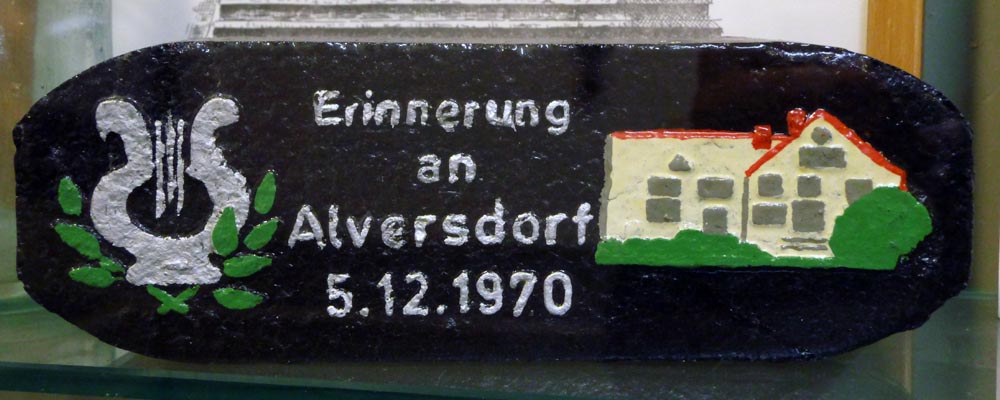 Erinnerung
an
Alversdorf
5.12.1970